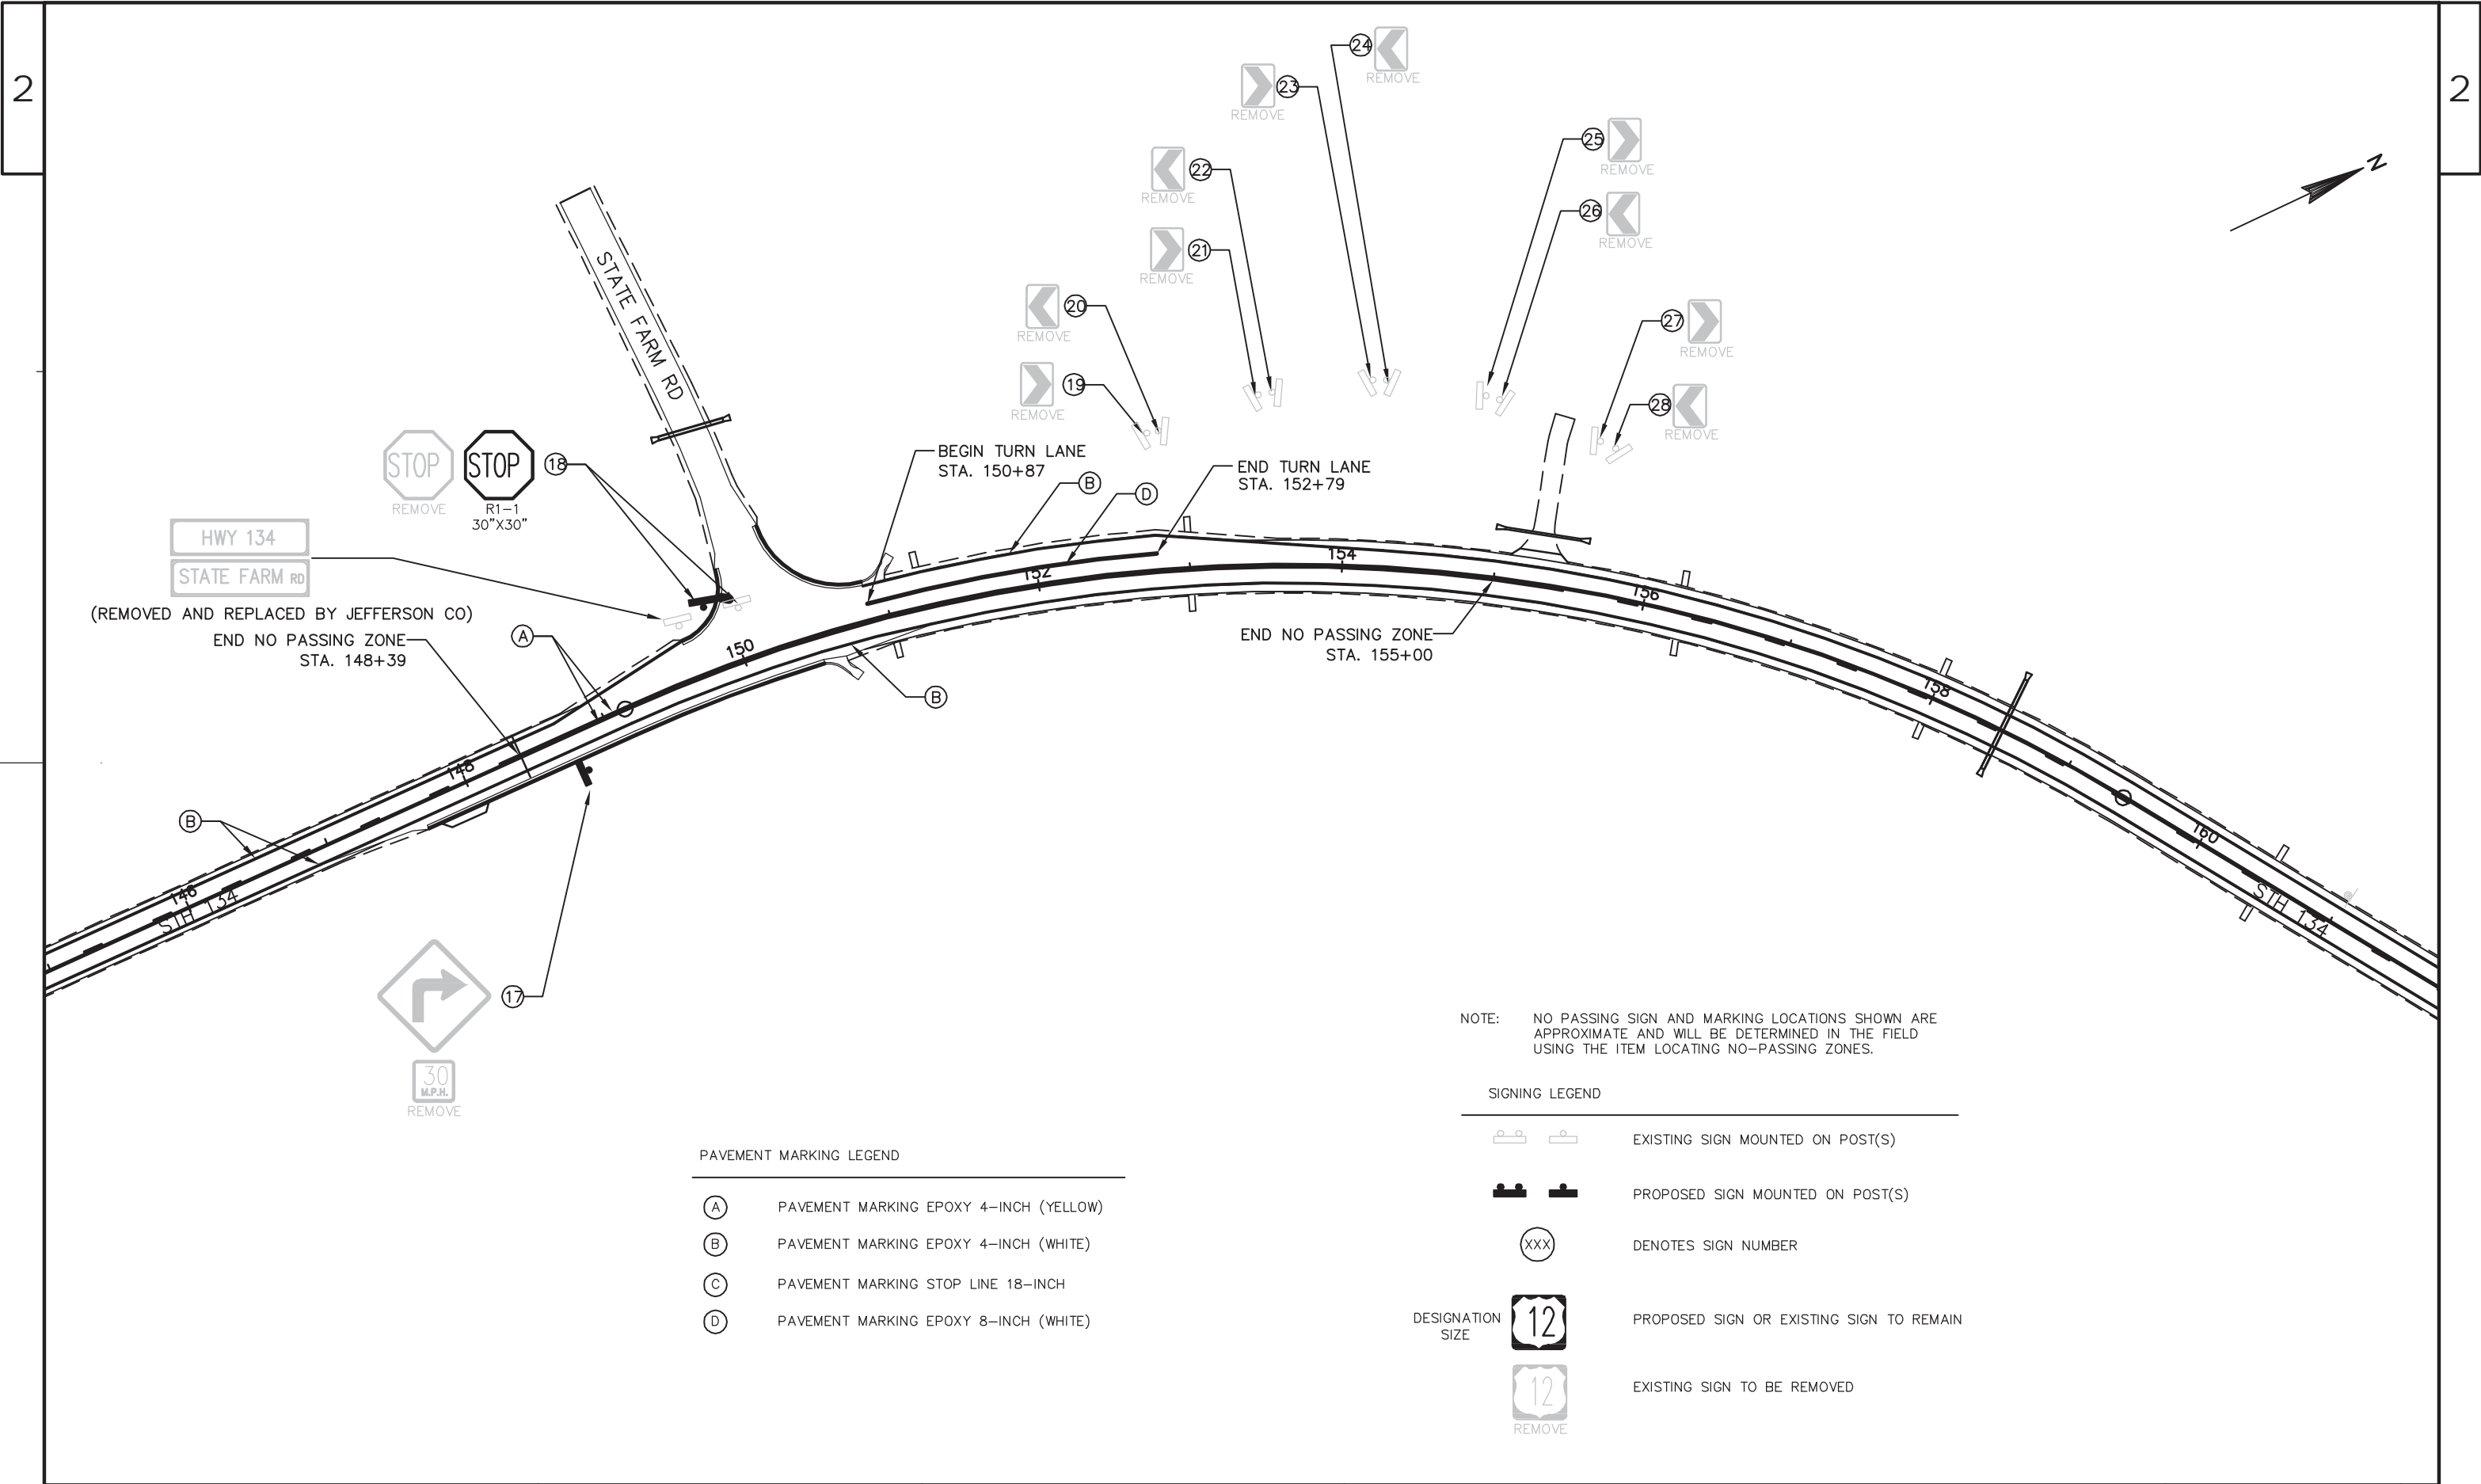 2
2
24
REMOVE
23
REMOVE
25
REMOVE
22
REMOVE
26
REMOVE
21
REMOVE
N
20
REMOVE
27
REMOVE
19
REMOVE
28
REMOVE
STATE FARM RD
STOP
REMOVE
STOP
R1-1
30"X30"
18
BEGIN TURN LANE
STA. 150+87
B
D
END TURN LANE
STA. 152+79
HWY 134
STATE FARM RD
(REMOVED AND REPLACED BY JEFFERSON CO)
END NO PASSING ZONE
STA. 148+39
A
END NO PASSING ZONE
STA. 155+00
B
B
146
148
150
152
154
156
158
160
STH 134
STH 134
17
30
M.P.H.
REMOVE
NOTE: NO PASSING SIGN AND MARKING LOCATIONS SHOWN ARE
APPROXIMATE AND WILL BE DETERMINED IN THE FIELD
USING THE ITEM LOCATING NO-PASSING ZONES.
PAVEMENT MARKING LEGEND
A PAVEMENT MARKING EPOXY 4-INCH (YELLOW)
B PAVEMENT MARKING EPOXY 4-INCH (WHITE)
C PAVEMENT MARKING STOP LINE 18-INCH
D PAVEMENT MARKING EPOXY 8-INCH (WHITE)
SIGNING LEGEND
EXISTING SIGN MOUNTED ON POST(S)
PROPOSED SIGN MOUNTED ON POST(S)
XXX DENOTES SIGN NUMBER
DESIGNATION
SIZE
12 PROPOSED SIGN OR EXISTING SIGN TO REMAIN
12 EXISTING SIGN TO BE REMOVED
REMOVE